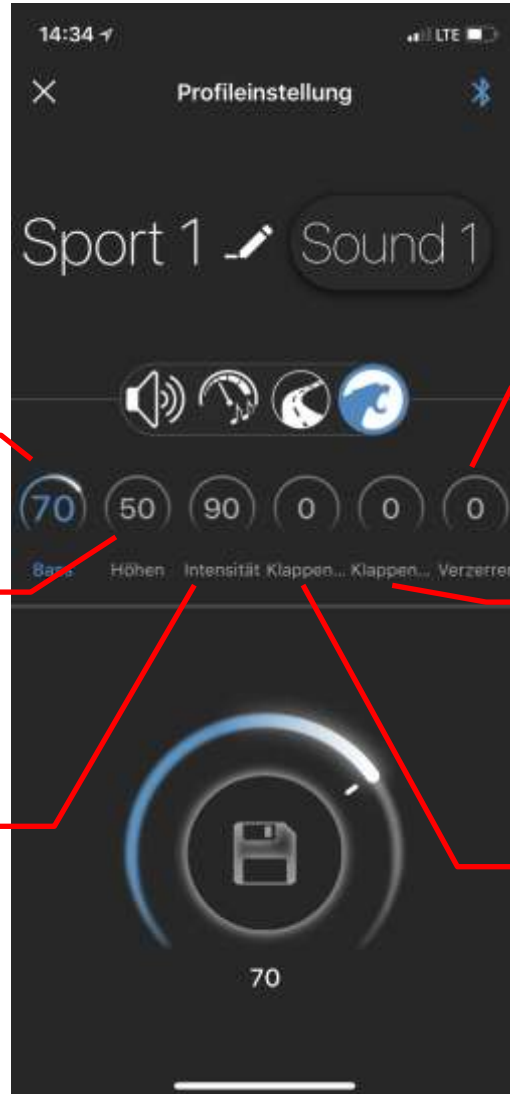 14:34 LTE
Profileinstellung
Sport 1 Sound 1
70 50 90 0 0 0
Bass Höhen Intensität Klappen... Klappen... Verzerrer
70